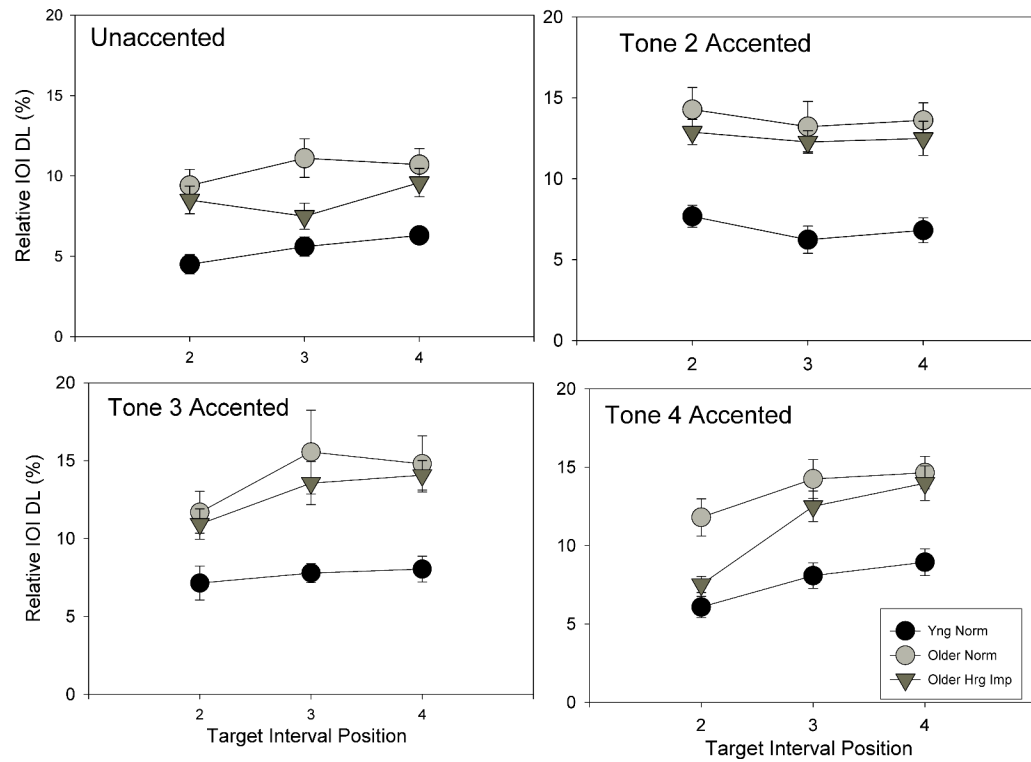 Unaccented
20
15
10
5
0
Relative IOI DL (%)
2
3
4
Tone 2 Accented
20
15
10
5
0
2
3
4
Tone 3 Accented
20
15
10
5
0
Relative IOI DL (%)
2
3
4
Target Interval Position
Tone 4 Accented
20
15
10
5
0
Yng Norm
Older Norm
Older Hrg Imp
2
3
4
Target Interval Position